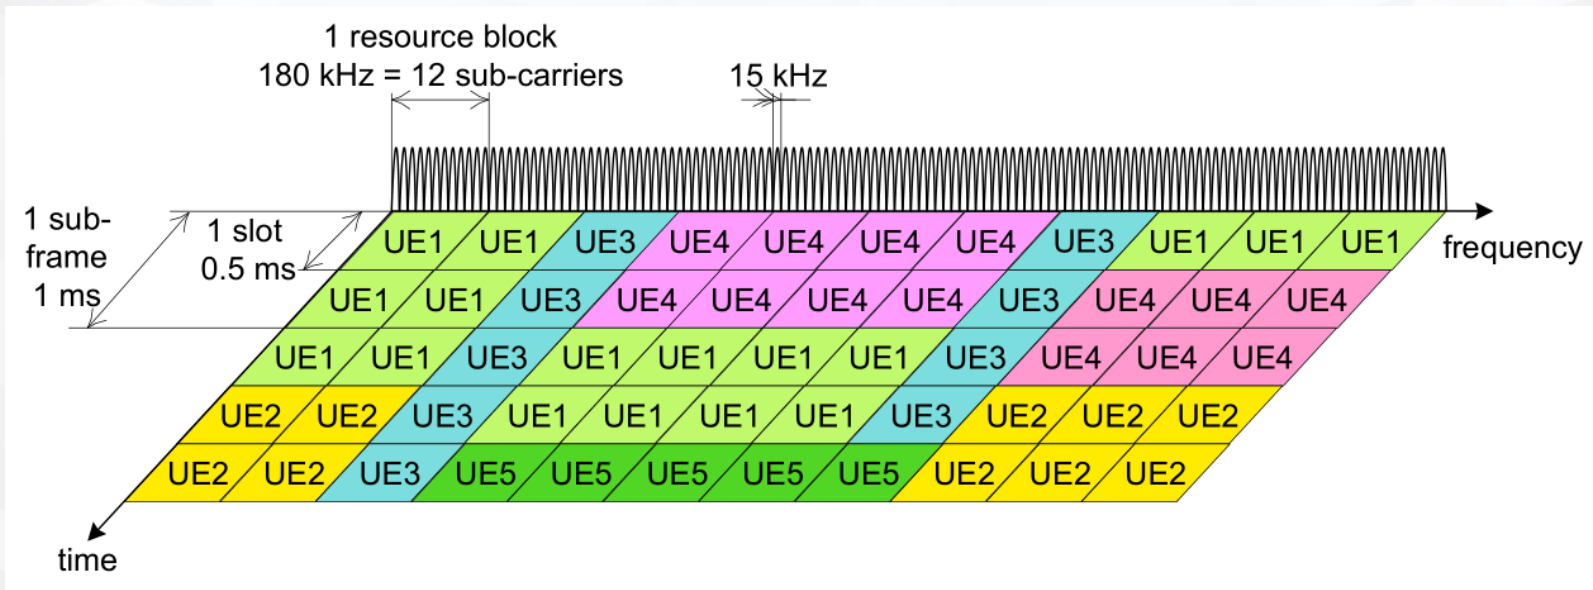 1 resource block
180 kHz = 12 sub-carriers
15 kHz
1 sub-
frame
1 ms
1 slot
0.5 ms
frequency
UE1 UE1 UE3 UE4 UE4 UE4 UE4 UE3 UE1 UE1 UE1
UE1 UE1 UE3 UE4 UE4 UE4 UE4 UE3 UE4 UE4 UE4
UE1 UE1 UE3 UE1 UE1 UE1 UE1 UE3 UE4 UE4 UE4
UE2 UE2 UE3 UE1 UE1 UE1 UE1 UE3 UE2 UE2 UE2
UE2 UE2 UE3 UE5 UE5 UE5 UE5 UE5 UE2 UE2 UE2
time